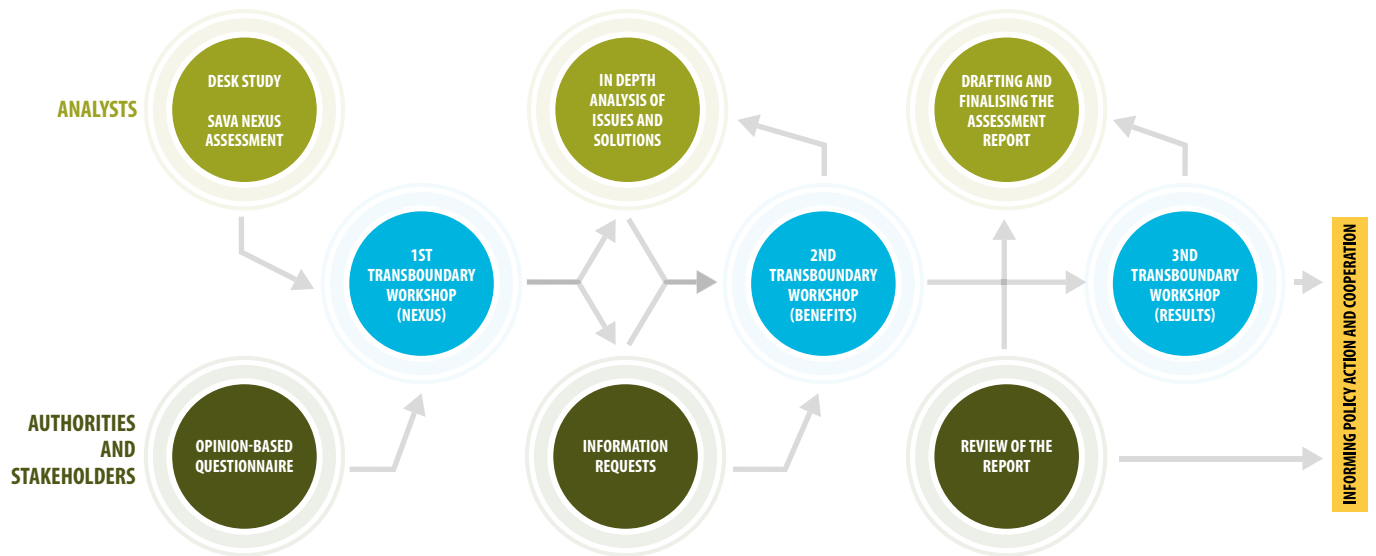 ANALYSTS
DESK STUDY
SAVA NEXUS
ASSESSMENT
IN DEPTH
ANALYSIS OF
ISSUES AND
SOLUTIONS
DRAFTING AND
FINALISING THE
ASSESSMENT
REPORT
1ST
TRANSBOUNDARY
WORKSHOP
(NEXUS)
2ND
TRANSBOUNDARY
WORKSHOP
(BENEFITS)
3ND
TRANSBOUNDARY
WORKSHOP
(RESULTS)
INFORMING POLICY ACTION AND COOPERATION
AUTHORITIES
AND
STAKEHOLDERS
OPINION-BASED
QUESTIONNAIRE
INFORMATION
REQUESTS
REVIEW OF THE
REPORT